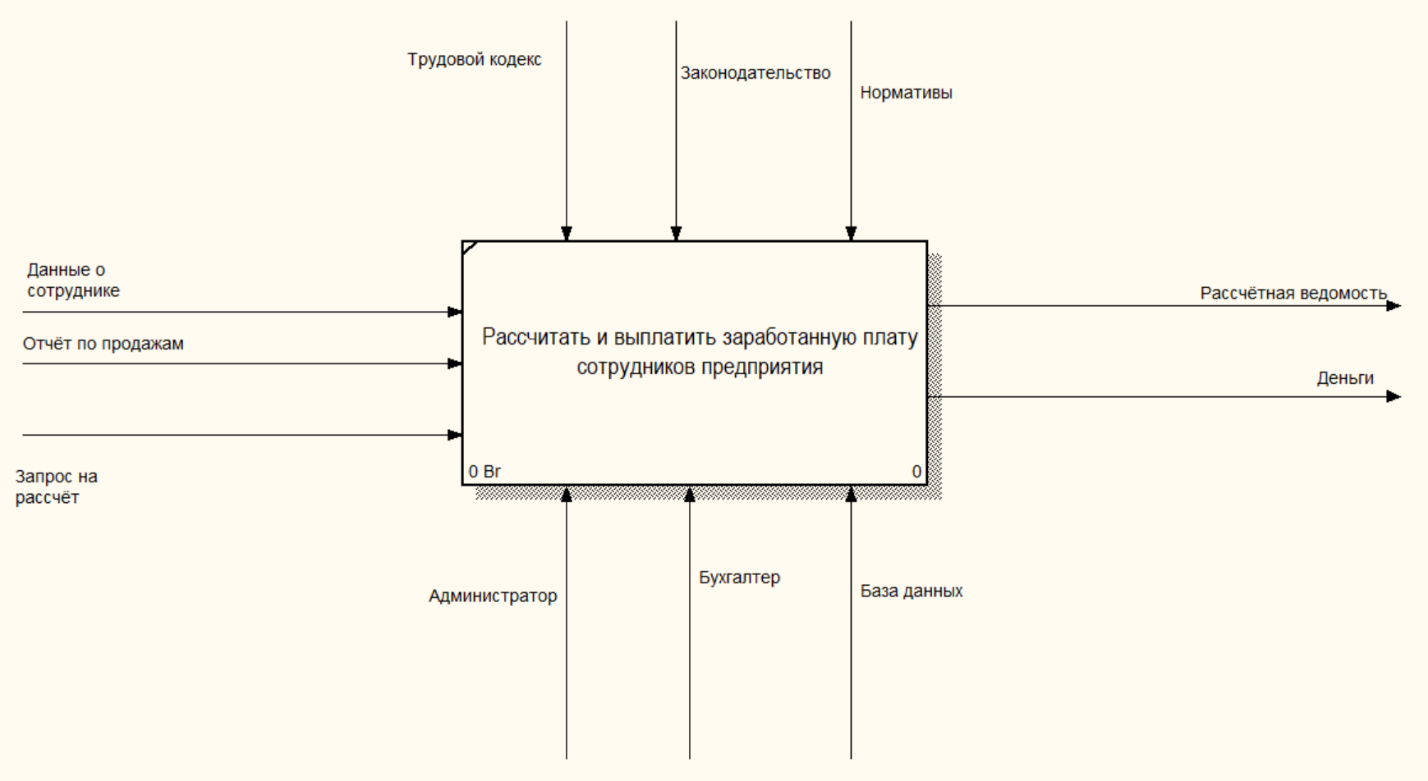 Трудовой кодекс
Законодательство
Нормативы
Данные о
сотруднике
Отчёт по продажам
Запрос на
рассчёт
Рассчитать и выплатить заработанную плату
сотрудников предприятия
0 Br
0
Рассчётная ведомость
Деньги
Администратор
Бухгалтер
База данных